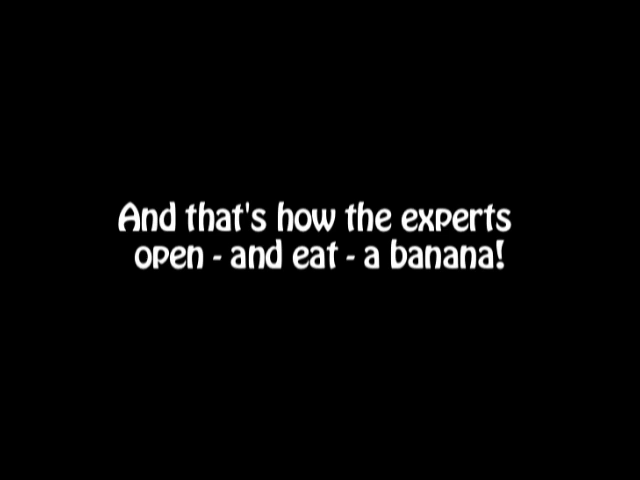 And that's how the experts
open - and eat - a banana!